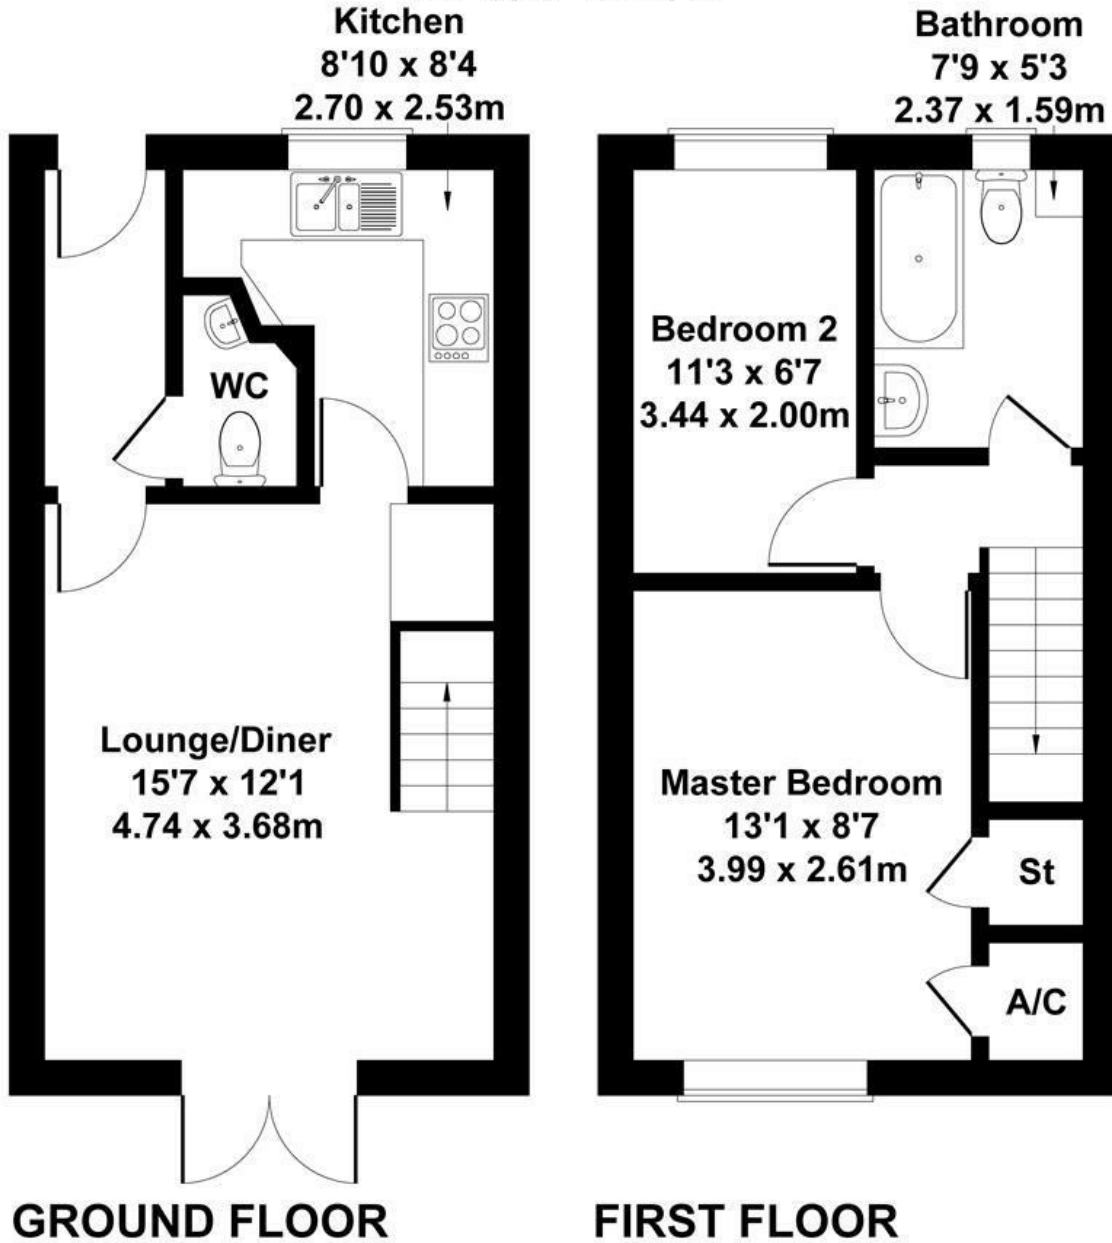 Kitchen
8'10 x 8'4
2.70 x 2.53m
Bathroom
7'9 x 5'3
2.37 x 1.59m
WC
Bedroom 2
11'3 x 6'7
3.44 x 2.00m
Lounge/Diner
15'7 x 12'1
4.74 x 3.68m
Master Bedroom
13'1 x 8'7
3.99 x 2.61m
St
A/C
GROUND FLOOR
FIRST FLOOR